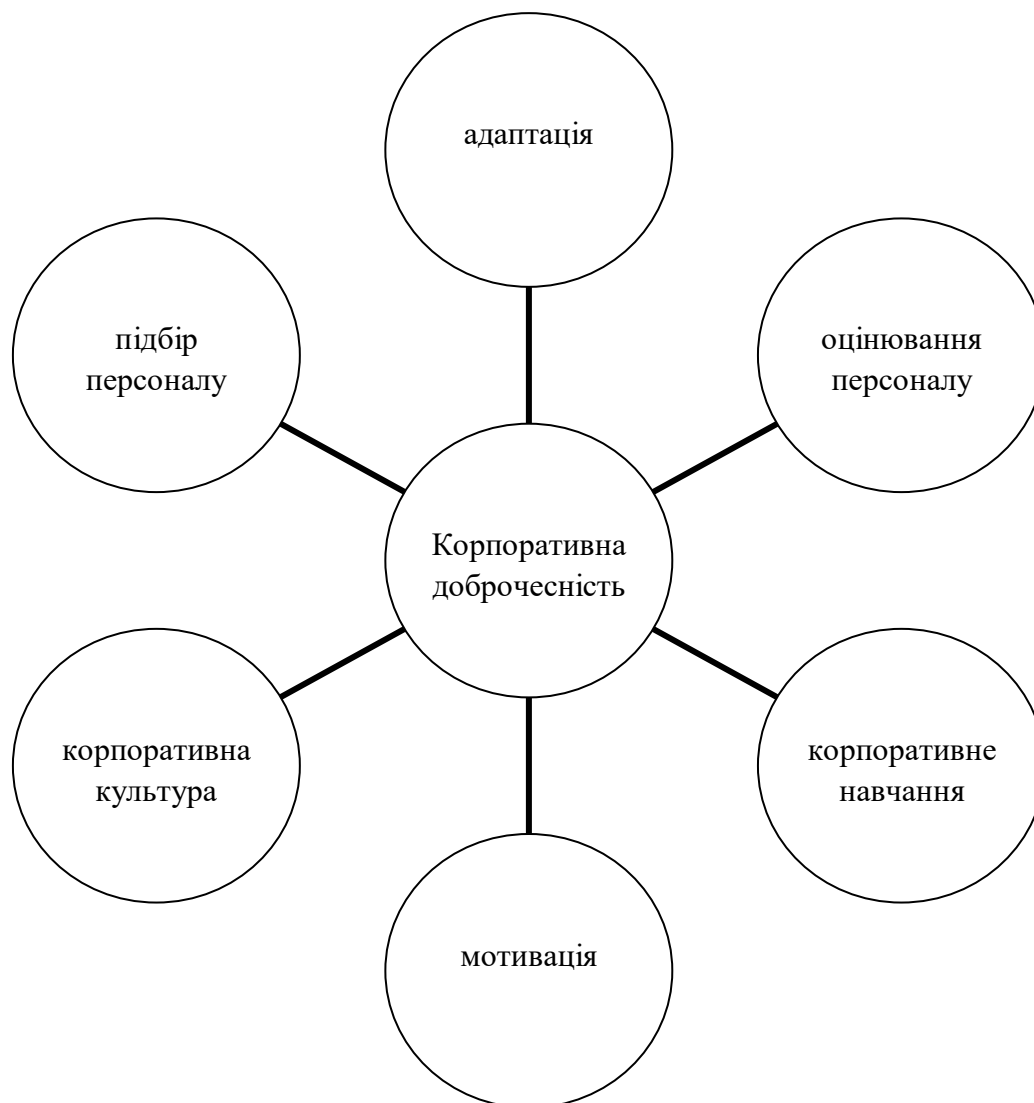 адаптація
підбір
персоналу
оцінювання
персоналу
Корпоративна
доброчесність
корпоративна
культура
корпоративне
навчання
мотивація